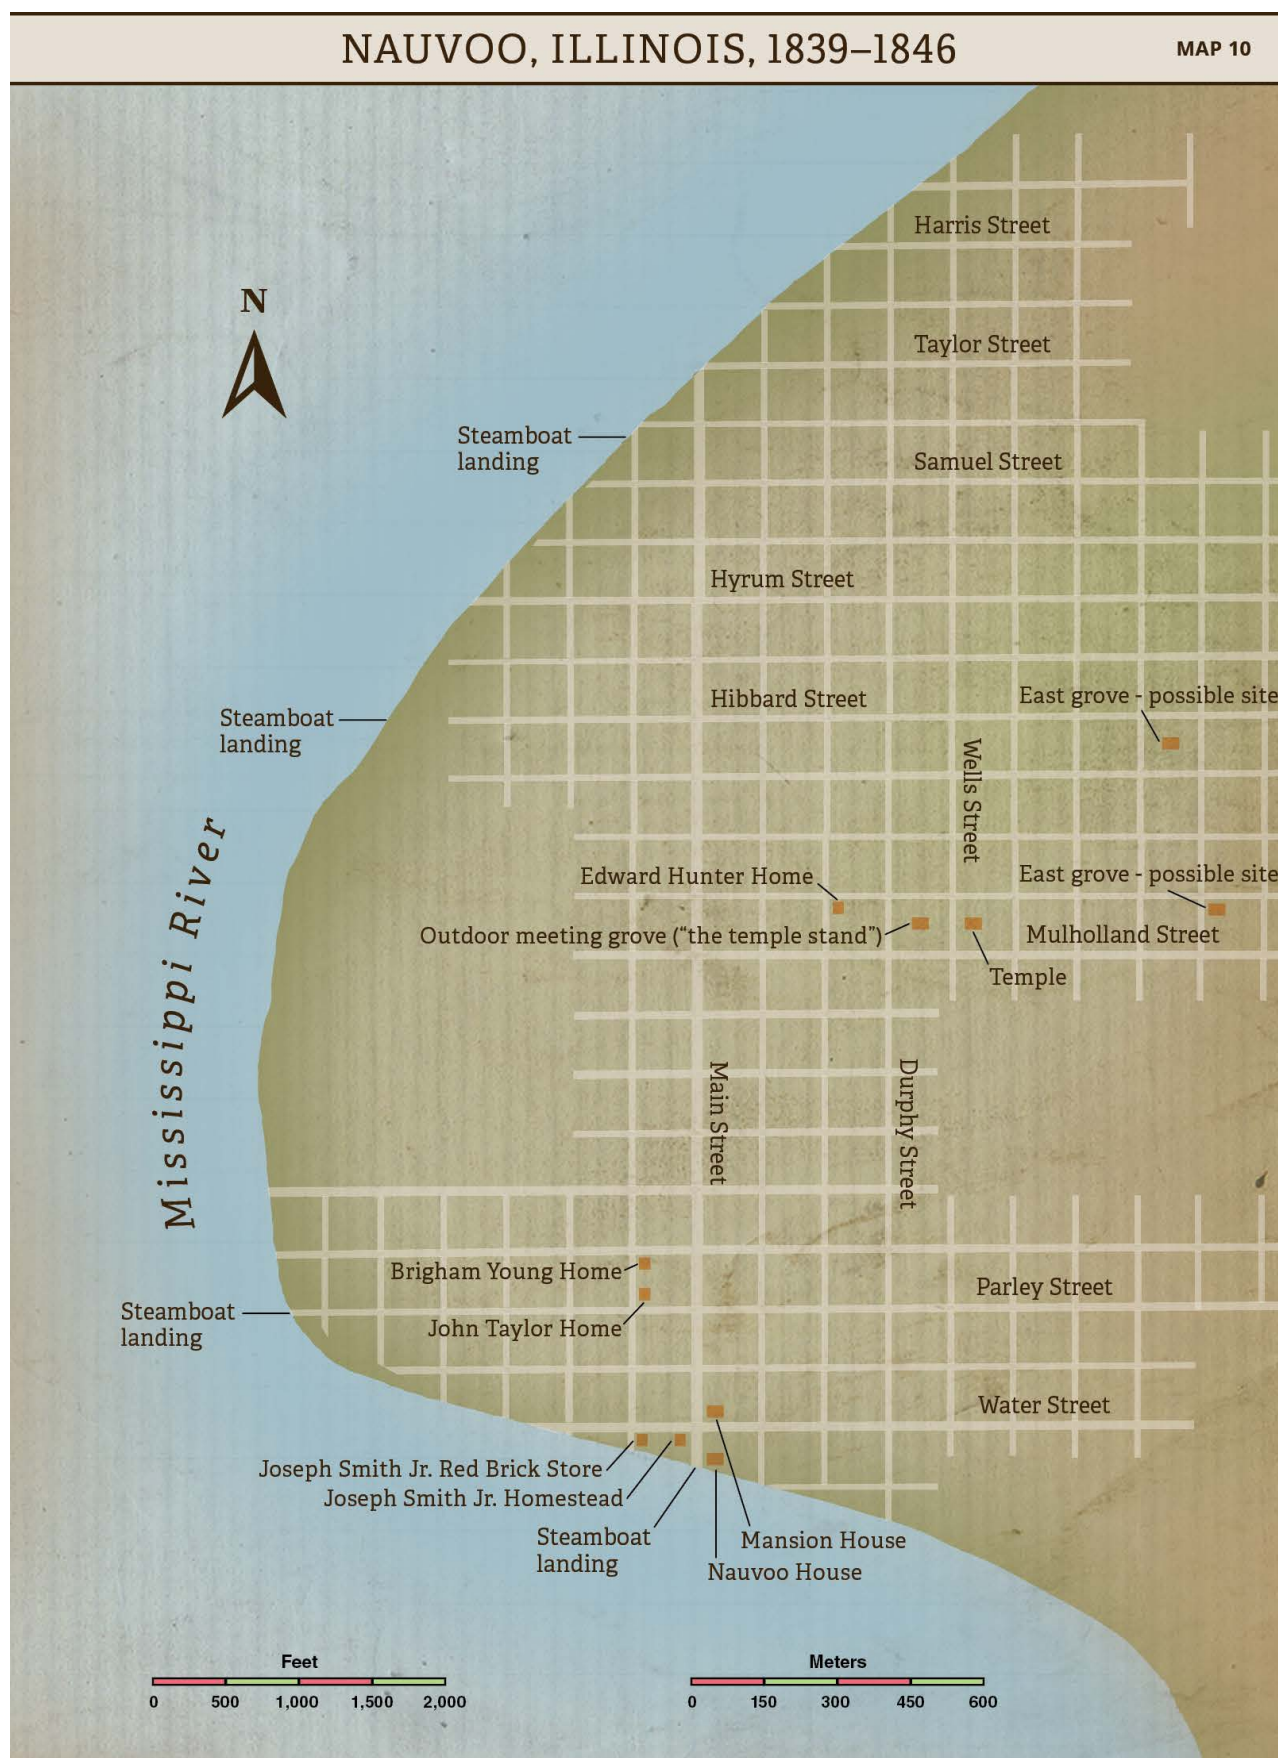 NAUVOO, ILLINOIS, 1839–1846
MAP 10
Harris Street
N
Taylor Street
Steamboat
landing
Samuel Street
Hyrum Street
Hibbard Street
East grove - possible site
Steamboat
landing
Wells Street
Mississippi River
Edward Hunter Home
East grove - possible site
Outdoor meeting grove (“the temple stand”)
Mulholland Street
Temple
Main Street
Durphy Street
Brigham Young Home
Parley Street
Steamboat
landing
John Taylor Home
Water Street
Joseph Smith Jr. Red Brick Store
Joseph Smith Jr. Homestead
Steamboat
landing
Mansion House
Nauvoo House
Feet
0 500 1,000 1,500 2,000
Meters
0 150 300 450 600